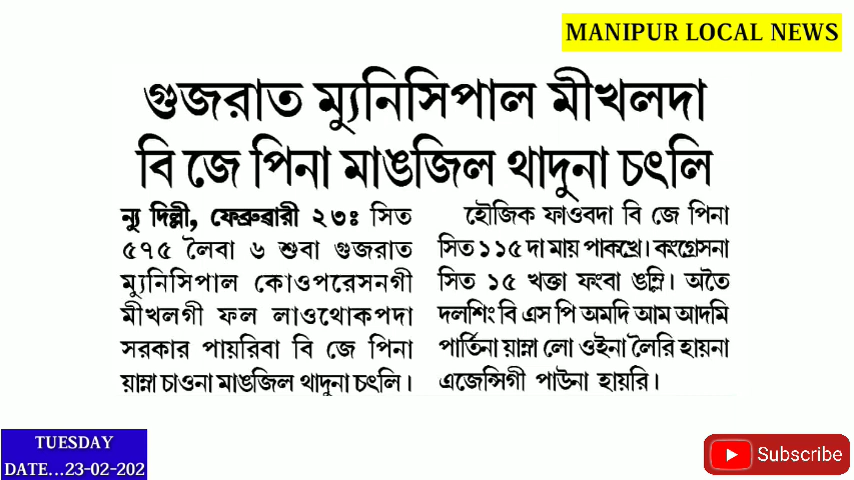 MANIPUR LOCAL NEWS
গুজরাত ম্যুনিসিপাল মীখলদা
বি জে পিনা মাঙজিল থাদুনা চৎলি
ন্যু দিল্লী, ফেব্রুৱারী ২৩ঃ সিত
৫৭৫ লৈবা ৬ শুবা গুজরাত
ম্যুনিসিপাল কোওপরেসনগী
মীখলগী ফল লাওথোকপদা
সরকার পায়রিবা বি জে পিনা
য়াম্না চাওনা মাঙজিল থাদুনা চৎলি।
হৌজিক ফাওবদা বি জে পিনা
সিত ১১৫ দা মায় পাকখ্রে। কংগ্রেসনা
সিত ১৫ খক্তা ফংবা ঙম্লি। অতৈ
দলশিং বি এস পি অমদি আম আদমি
পার্তিনা য়াম্না লো ওইনা লৈরি হায়না
এজেন্সিগী পাউনা হায়রি।
TUESDAY
DATE...23-02-202
Subscribe